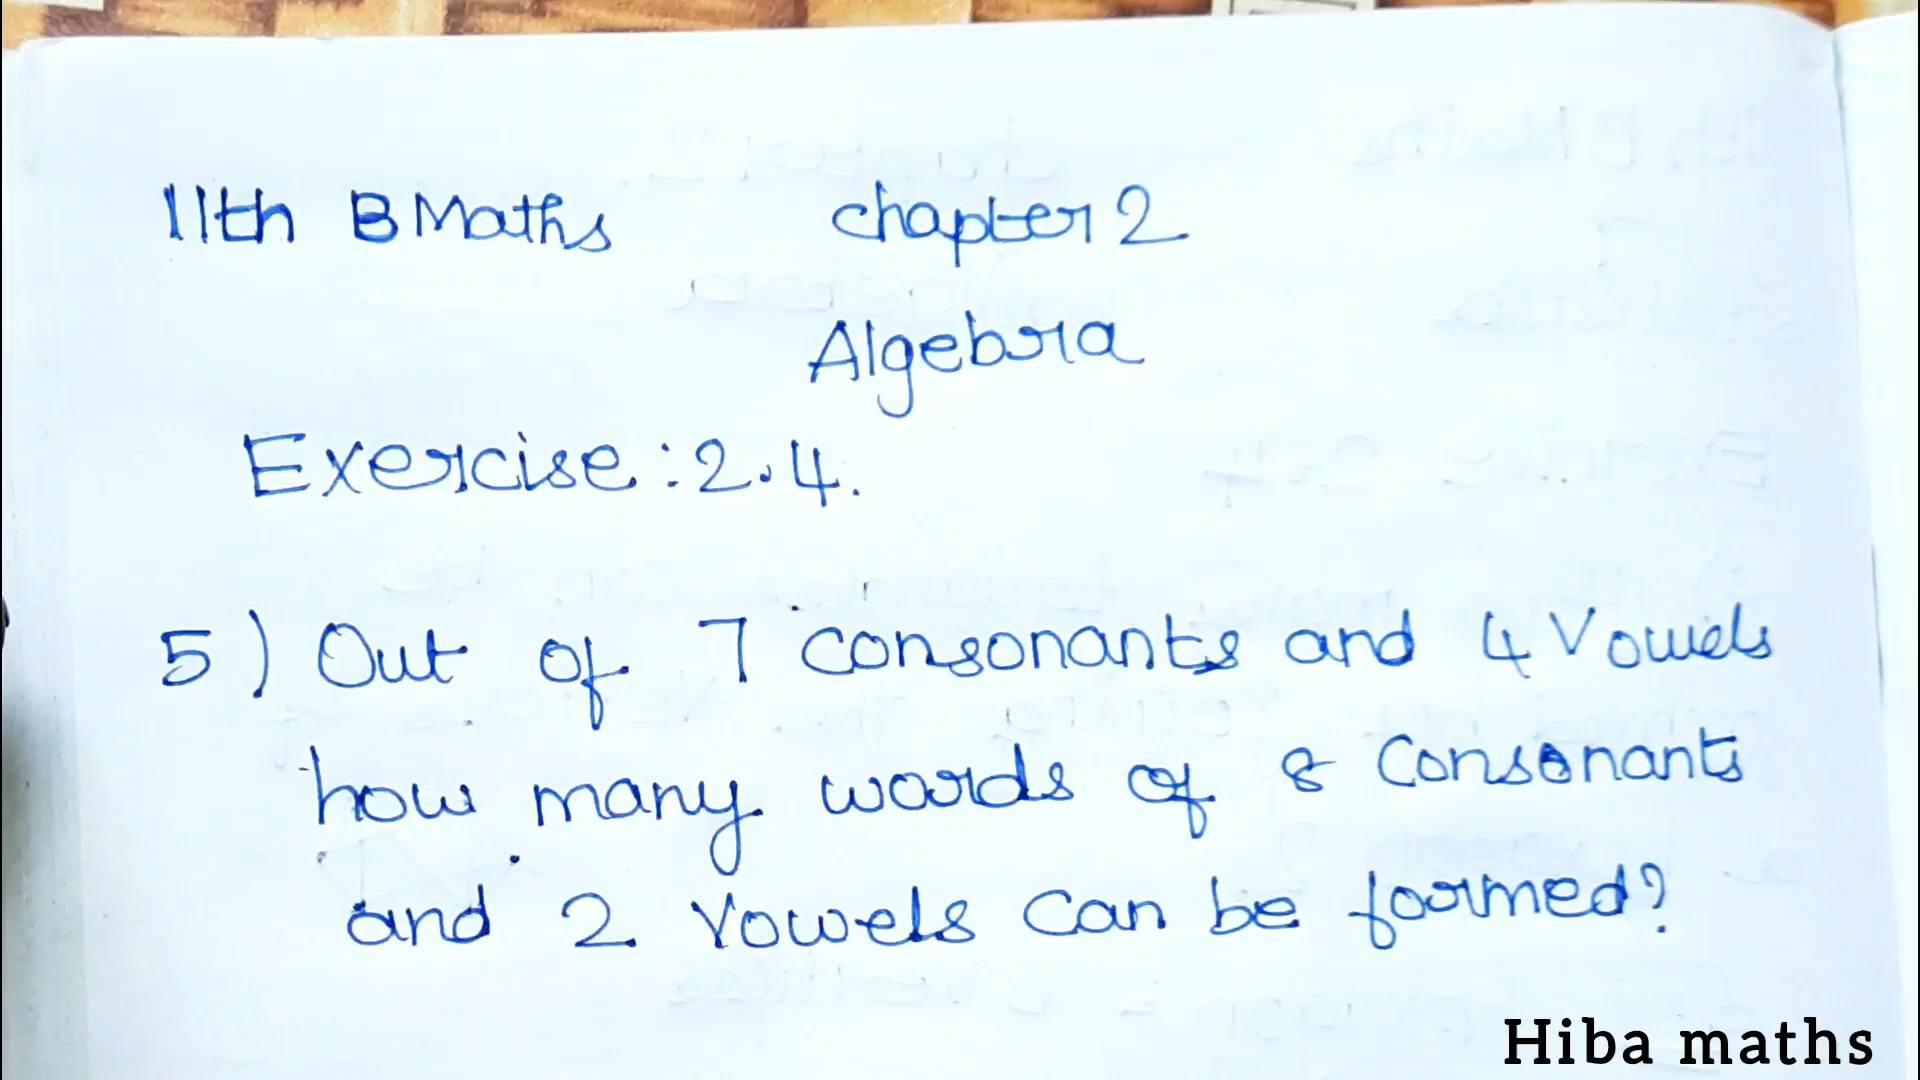 11th B Maths chapter 2
Algebra
Exercise : 2.4.
5) Out of 7 consonants and 4 Vowels
how many words of 8 Consonants
and 2 Vowels can be formed?
Hiba maths